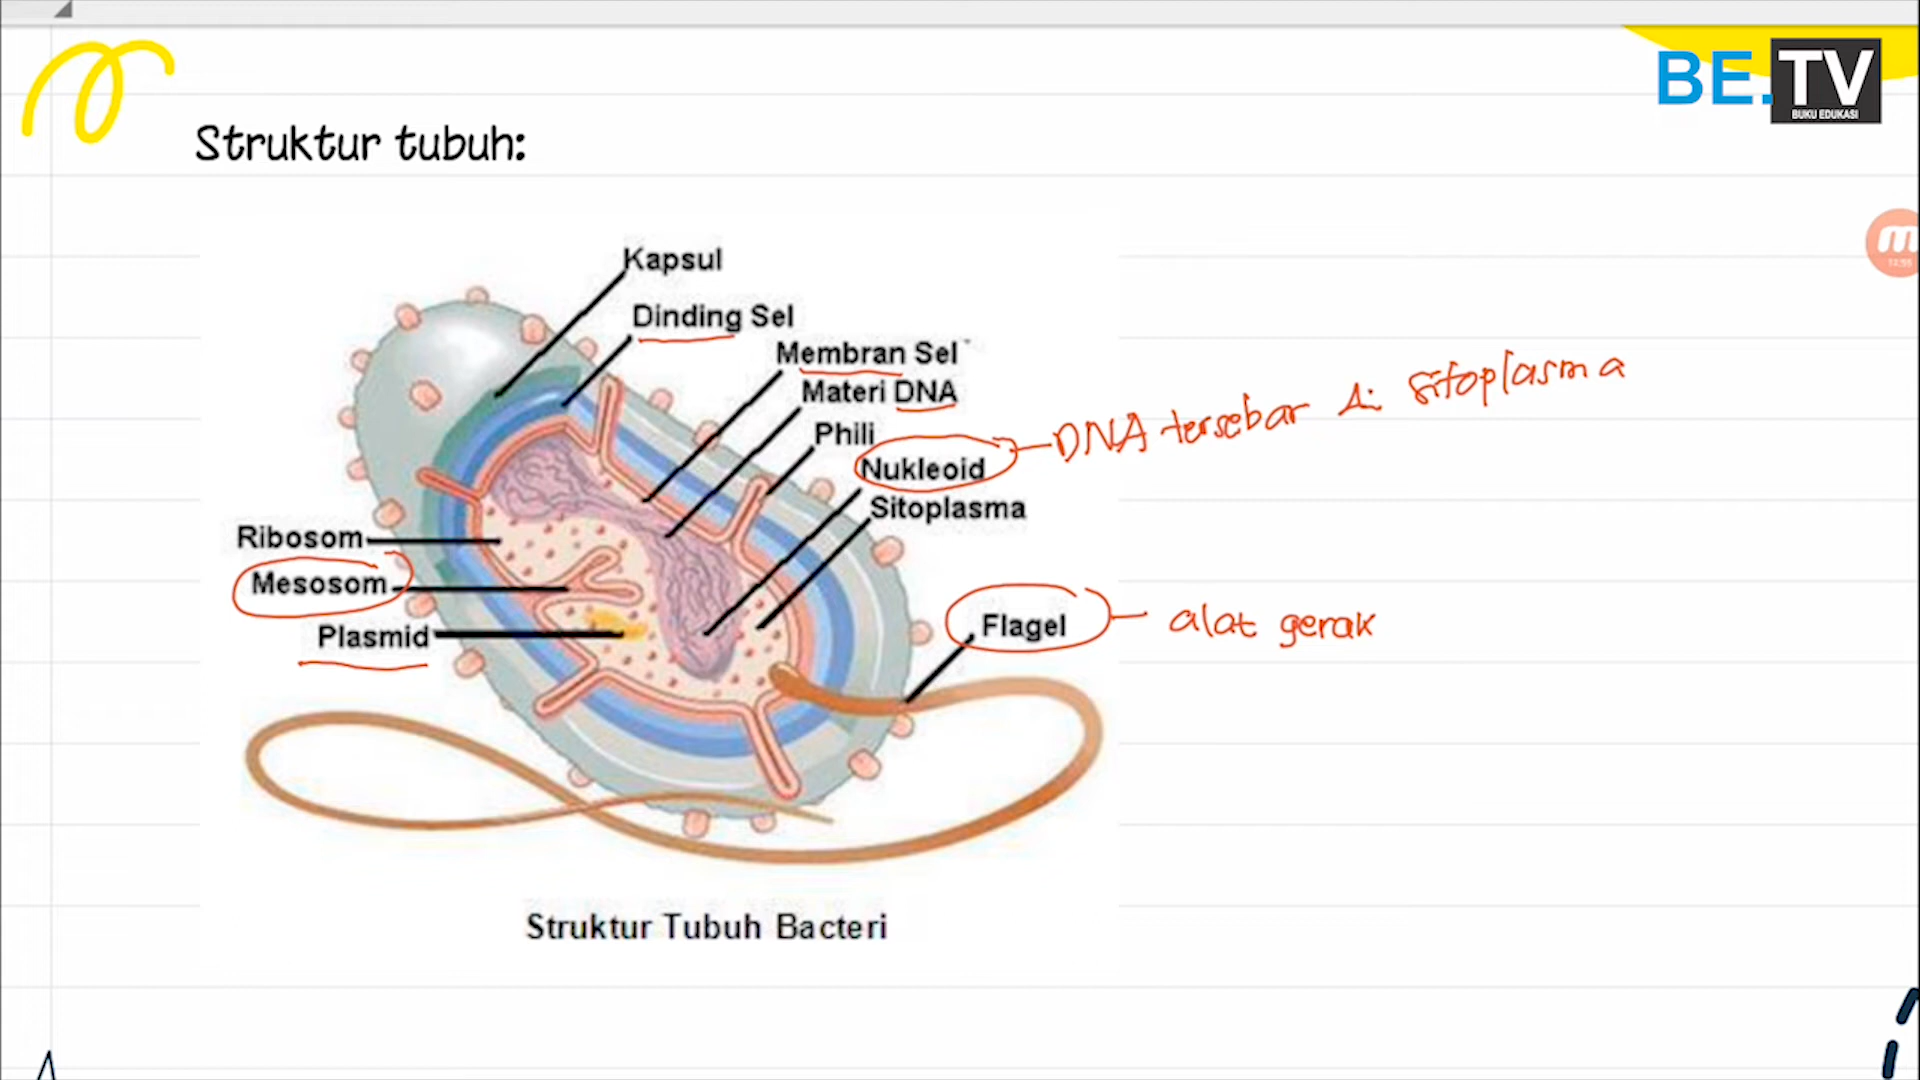 BE.TV
BUKU EDUKASI
Struktur tubuh:
Kapsul
Dinding Sel
Membran Sel
Materi DNA
Phili
Nukleoid
DNA tersebar di sitoplasma
Sitoplasma
Ribosom
Mesosom
Plasmid
Flagel
alat gerak
Struktur Tubuh Bacteri